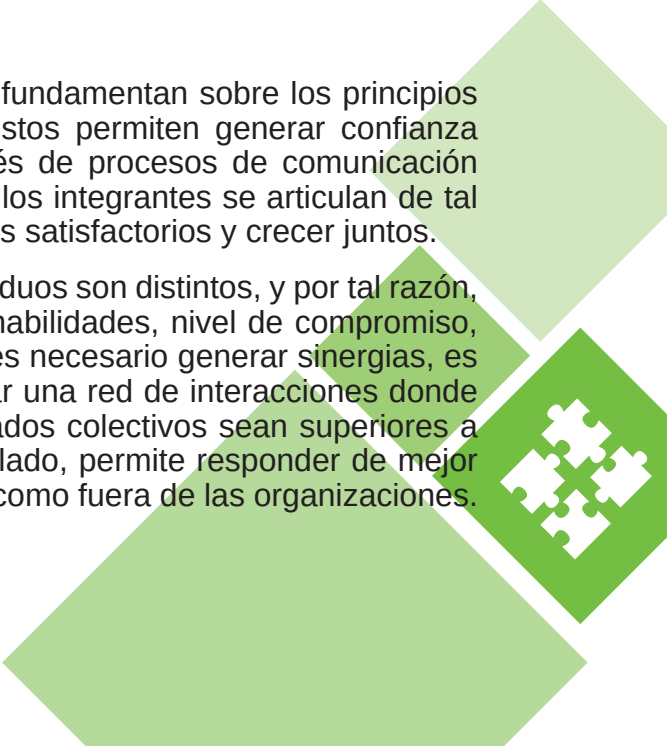 fundamentan sobre los principios
stos permiten generar confianza
és de procesos de comunicación
los integrantes se articulan de tal
s satisfactorios y crecer juntos.
duos son distintos, y por tal razón,
habilidades, nivel de compromiso,
es necesario generar sinergias, es
r una red de interacciones donde
ados colectivos sean superiores a
lado, permite responder de mejor
como fuera de las organizaciones.